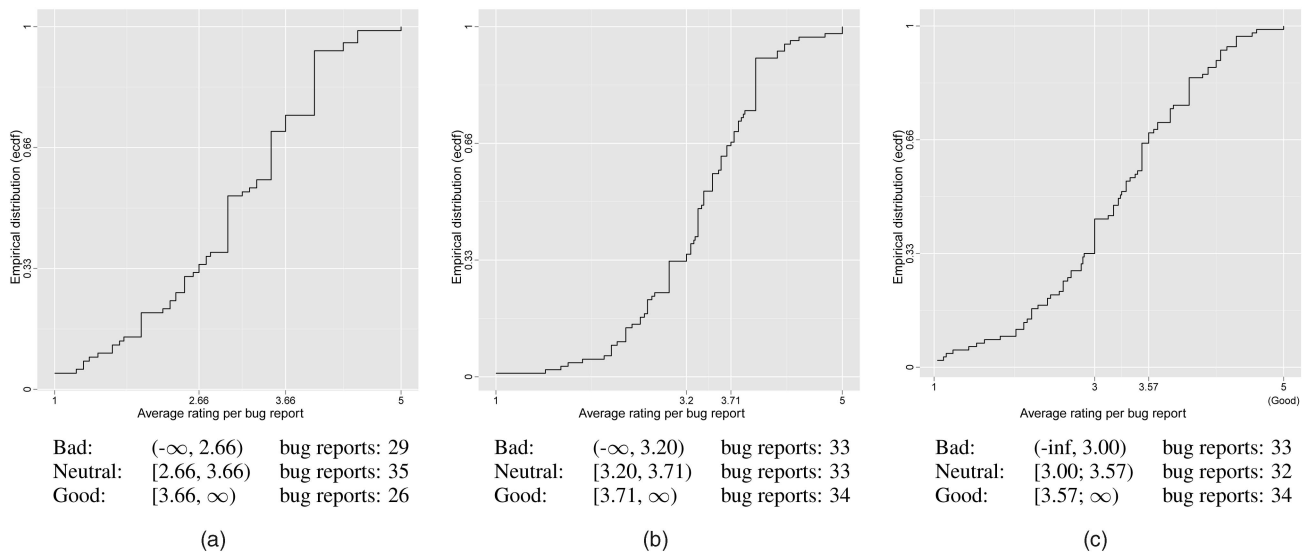 Empirical distribution (ecdf)
1
0.66
0.33
0
1 2.66 3.66 5
Average rating per bug report
Bad: (-∞, 2.66) bug reports: 29
Neutral: [2.66, 3.66) bug reports: 35
Good: [3.66, ∞) bug reports: 26
(a)
Empirical distribution (ecdf)
1
0.66
0.33
0
1 3.2 3.71 5
Average rating per bug report
Bad: (-∞, 3.20) bug reports: 33
Neutral: [3.20, 3.71) bug reports: 33
Good: [3.71, ∞) bug reports: 34
(b)
Empirical distribution (ecdf)
1
0.66
0.33
0
1 3 3.57 5
(Good)
Average rating per bug report
Bad: (-inf, 3.00) bug reports: 33
Neutral: [3.00; 3.57) bug reports: 32
Good: [3.57; ∞) bug reports: 34
(c)